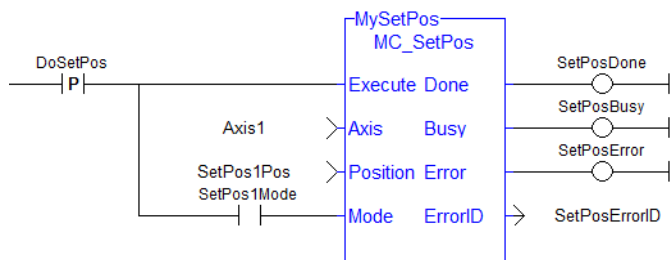 MySetPos
MC_SetPos
DoSetPos
P
Execute Done
SetPosDone
Axis1
Axis Busy
SetPosBusy
SetPos1Pos
Position Error
SetPosError
SetPos1Mode
Mode ErrorID
SetPosErrorID